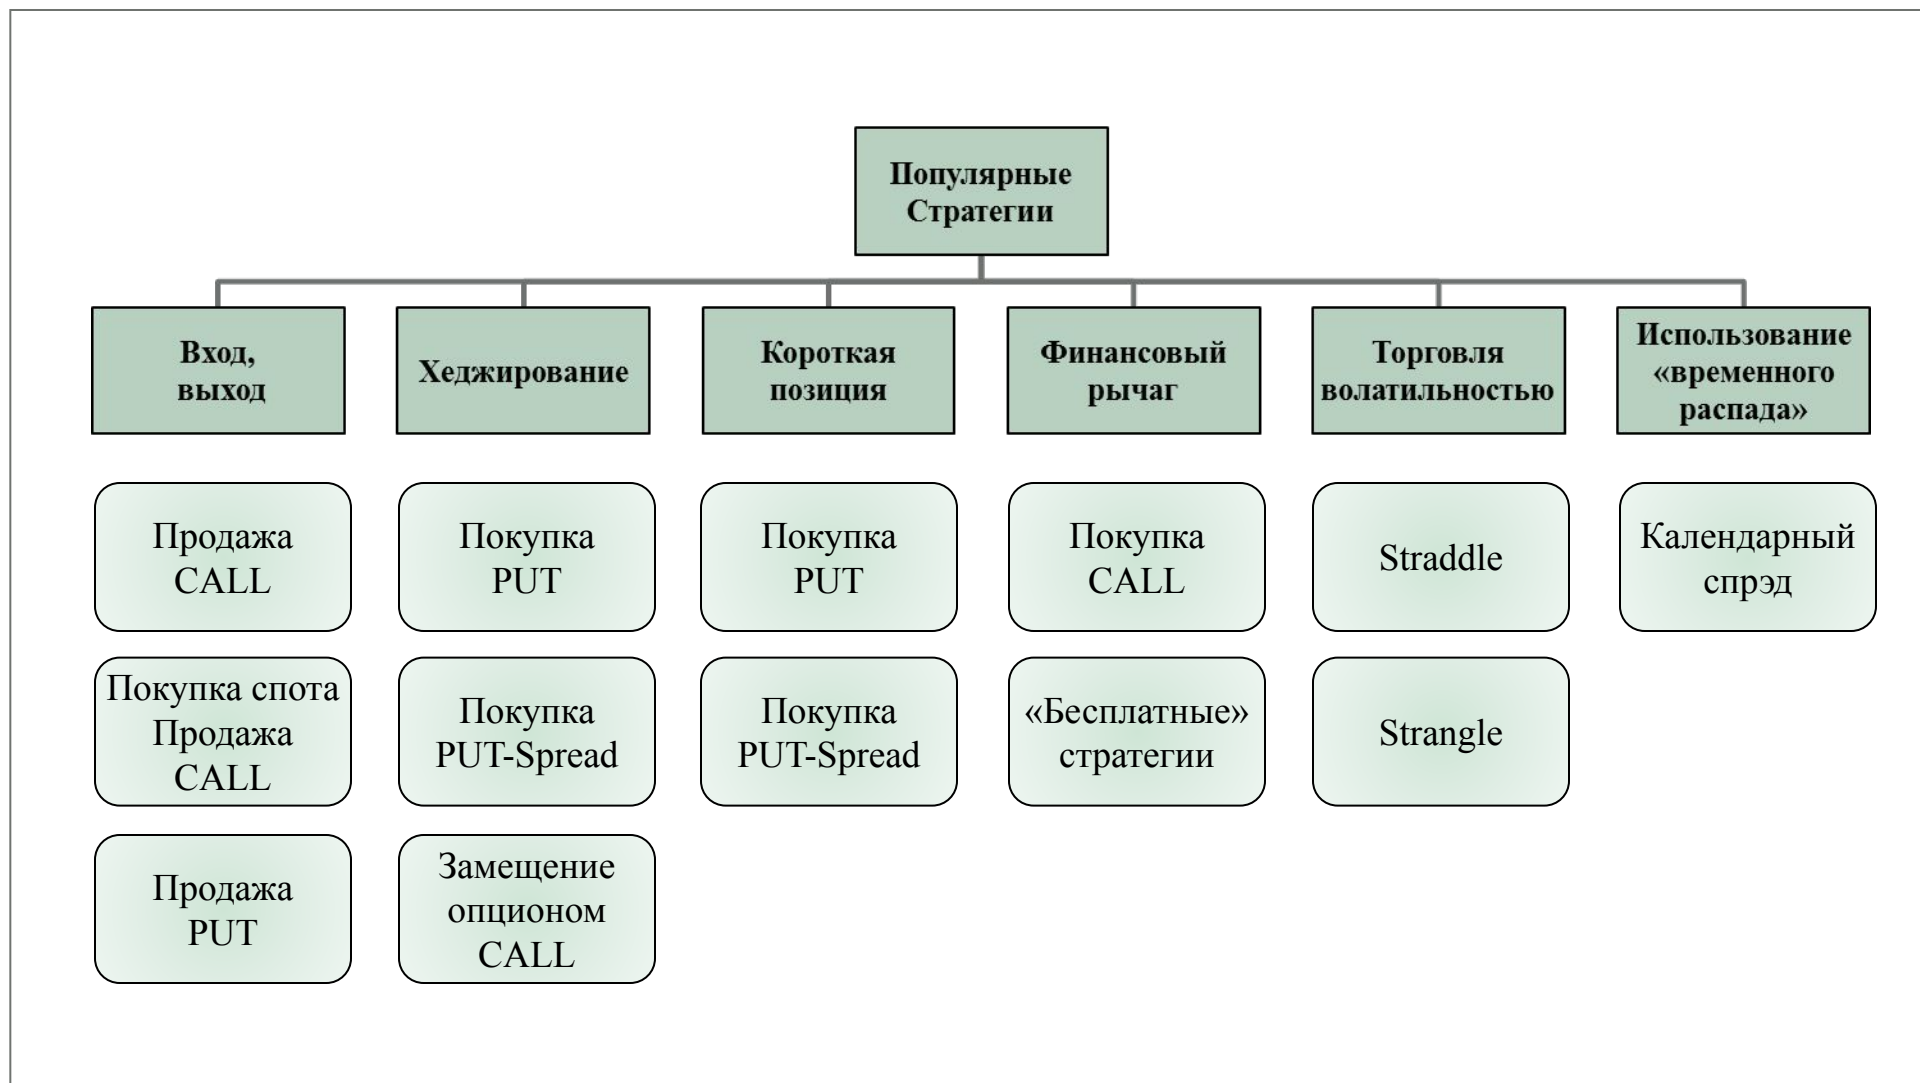 Популярные
Стратегии
Вход,
выход
Хеджирование
Короткая
позиция
Финансовый
рычаг
Торговля
волатильностью
Использование
«временного
распада»
Продажа
CALL
Покупка
PUT
Покупка
PUT
Покупка
CALL
Straddle
Календарный
спрэд
Покупка спота
Продажа
CALL
Покупка
PUT-Spread
Покупка
PUT-Spread
«Бесплатные»
стратегии
Strangle
Продажа
PUT
Замещение
опционом
CALL